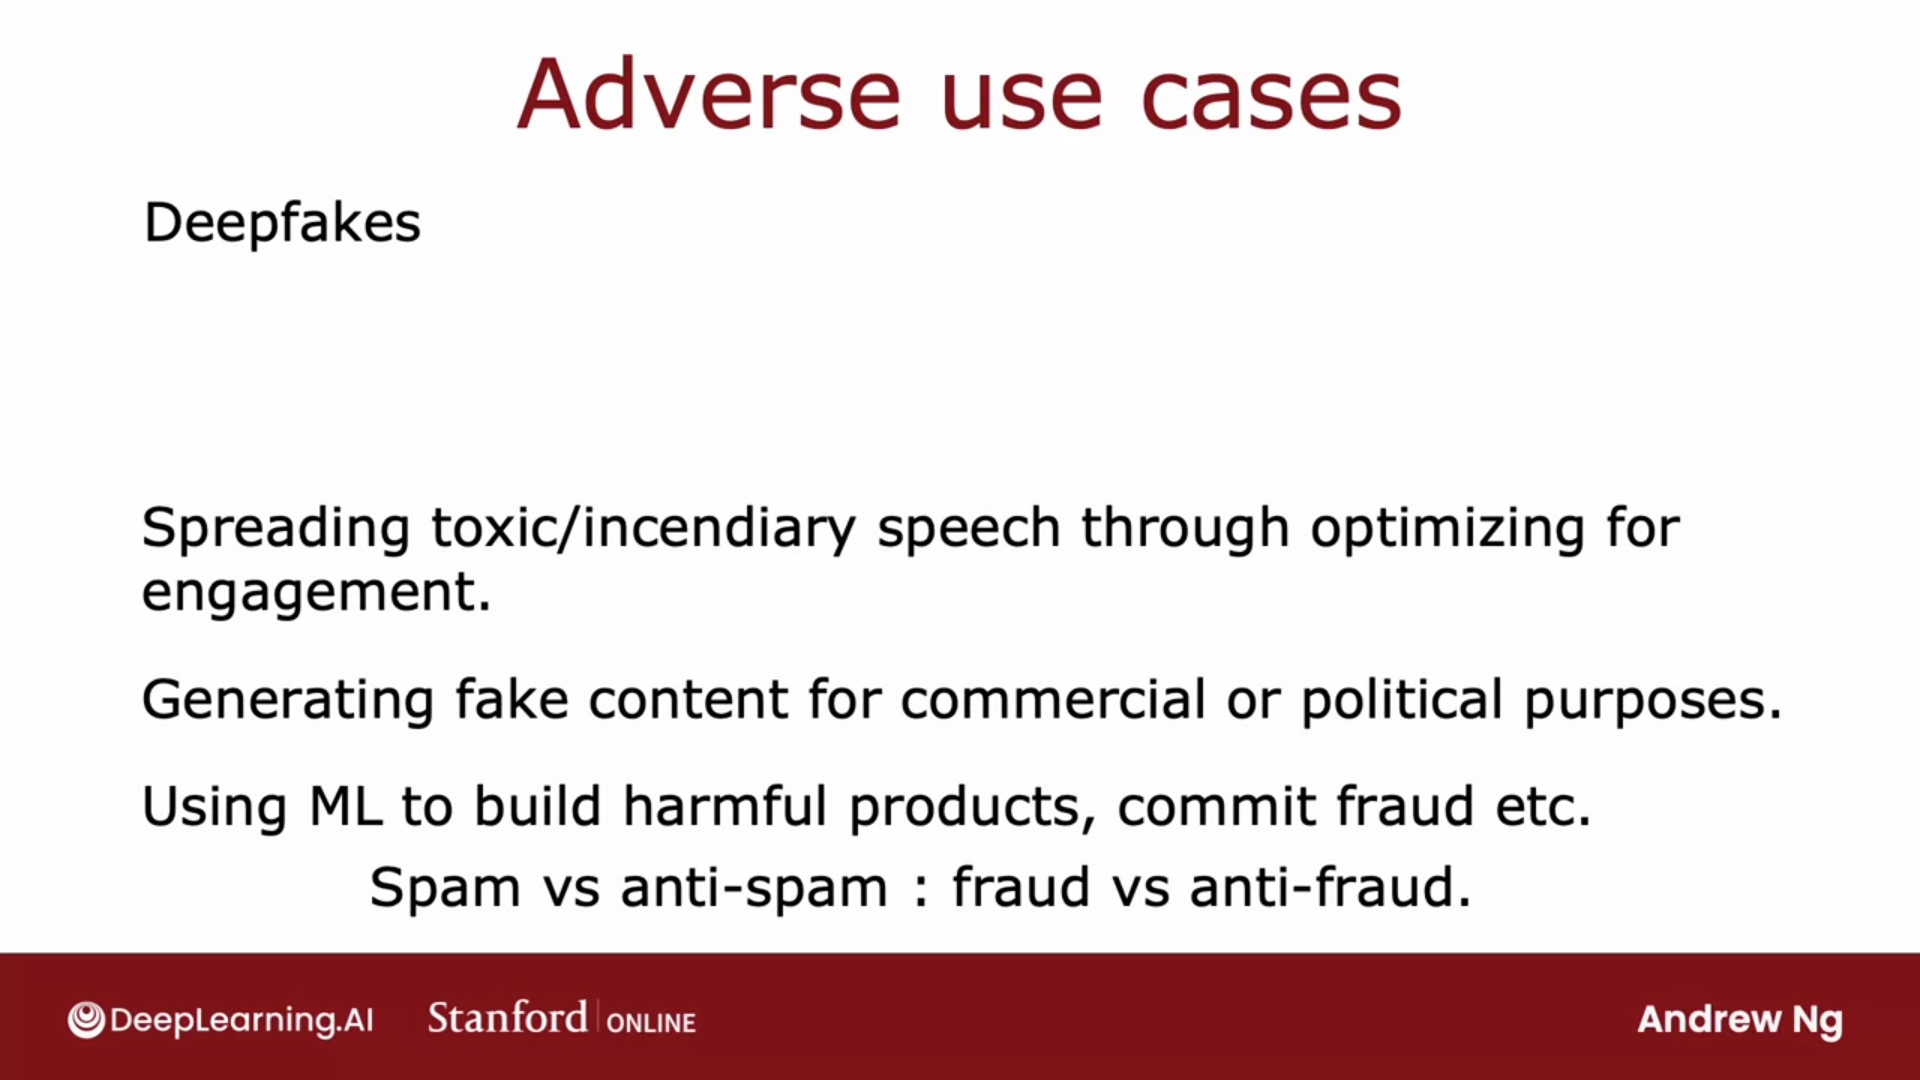 Adverse use cases
Deepfakes
Spreading toxic/incendiary speech through optimizing for
engagement.
Generating fake content for commercial or political purposes.
Using ML to build harmful products, commit fraud etc.
Spam vs anti-spam : fraud vs anti-fraud.
DeepLearning.AI Stanford ONLINE Andrew Ng